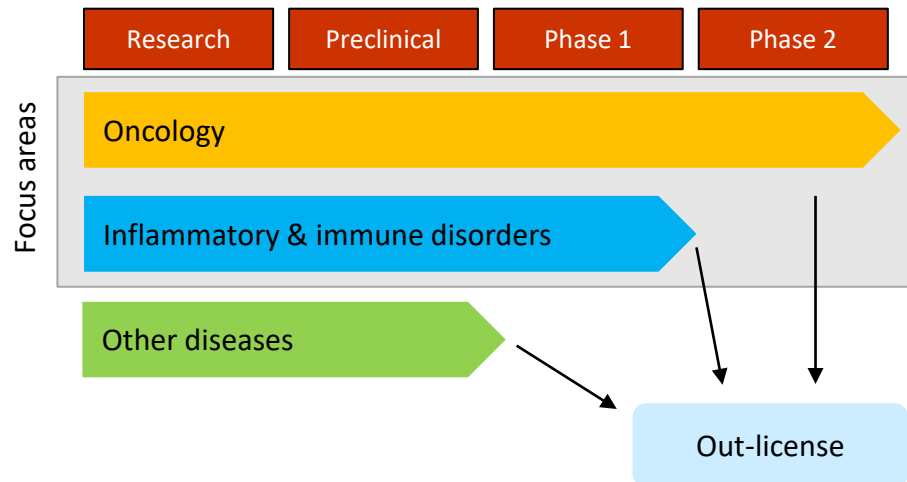 Research
Preclinical
Phase 1
Phase 2
Focus areas
Oncology
Inflammatory & immune disorders
Other diseases
Out-license